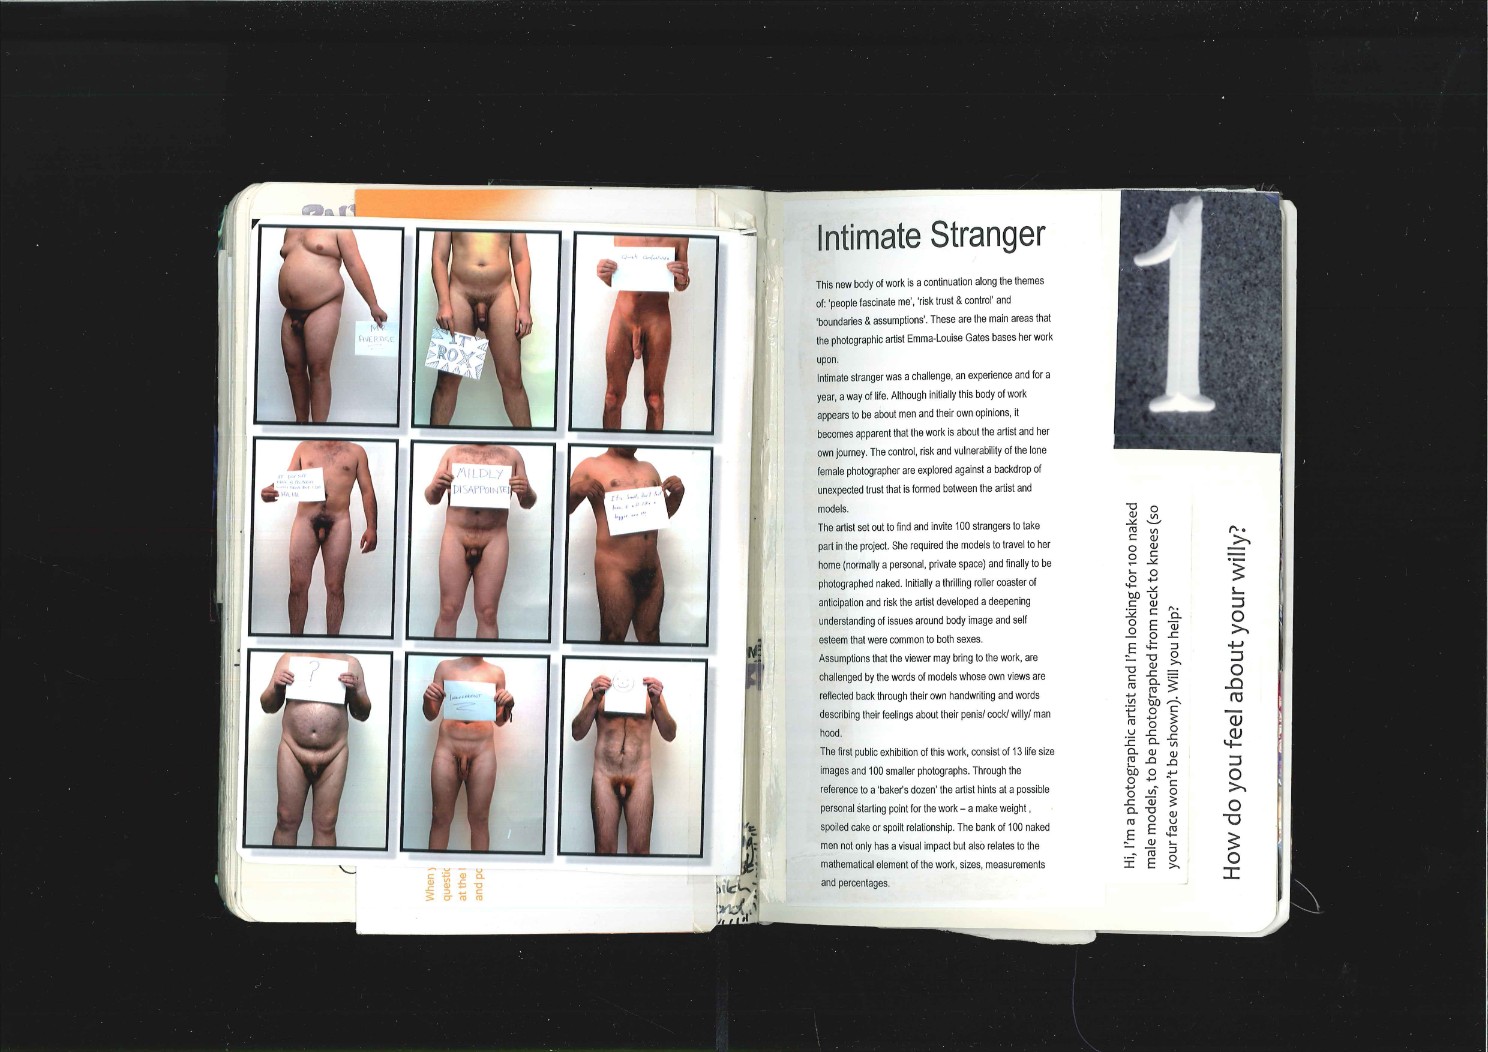 MY
AVERAGE
IT
ROX
MILDLY
DISAPPOINTED
?
When
questio
at the
and po
Intimate Stranger
This new body of work is a continuation along the themes
of: 'people fascinate me', 'risk trust & control' and
'boundaries & assumptions'. These are the main areas that
the photographic artist Emma-Louise Gates bases her work
upon.
Intimate stranger was a challenge, an experience and for a
year, a way of life. Although initially this body of work
appears to be about men and their own opinions, it
becomes apparent that the work is about the artist and her
own journey. The control, risk and vulnerability of the lone
female photographer are explored against a backdrop of
unexpected trust that is formed between the artist and
models.
The artist set out to find and invite 100 strangers to take
part in the project. She required the models to travel to her
home (normally a personal, private space) and finally to be
photographed naked. Initially a thrilling roller coaster of
anticipation and risk the artist developed a deepening
understanding of issues around body image and self
esteem that were common to both sexes.
Assumptions that the viewer may bring to the work, are
challenged by the words of models whose own views are
reflected back through their own handwriting and words
describing their feelings about their penis/ cock/ willy/ man
hood.
The first public exhibition of this work, consist of 13 life size
images and 100 smaller photographs. Through the
reference to a 'baker's dozen' the artist hints at a possible
personal starting point for the work – a make weight ,
spoiled cake or spoilt relationship. The bank of 100 naked
men not only has a visual impact but also relates to the
mathematical element of the work, sizes, measurements
and percentages.
1
Hi, I'm a photographic artist and I'm looking for 100 naked
male models, to be photographed from neck to knees (so
your face won't be shown). Will you help?
How do you feel about your willy?